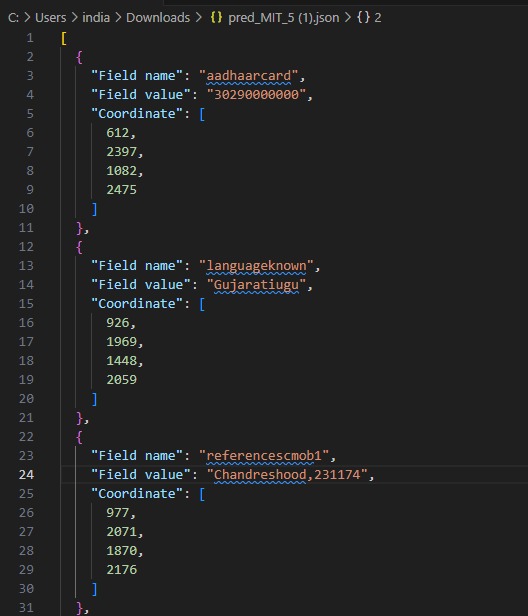 C: > Users > india > Downloads > {} pred_MIT_5 (1).json > {} 2
1 [
2 {
3 "Field name": "aadhaarcard",
4 "Field value": "30290000000",
5 "Coordinate": [
6 612,
7 2397,
8 1082,
9 2475
10 ]
11 },
12 {
13 "Field name": "languageknown",
14 "Field value": "Gujaratiugu",
15 "Coordinate": [
16 926,
17 1969,
18 1448,
19 2059
20 ]
21 },
22 {
23 "Field name": "referencescmob1",
24 "Field value": "Chandreshood,231174",
25 "Coordinate": [
26 977,
27 2071,
28 1870,
29 2176
30 ]
31 },